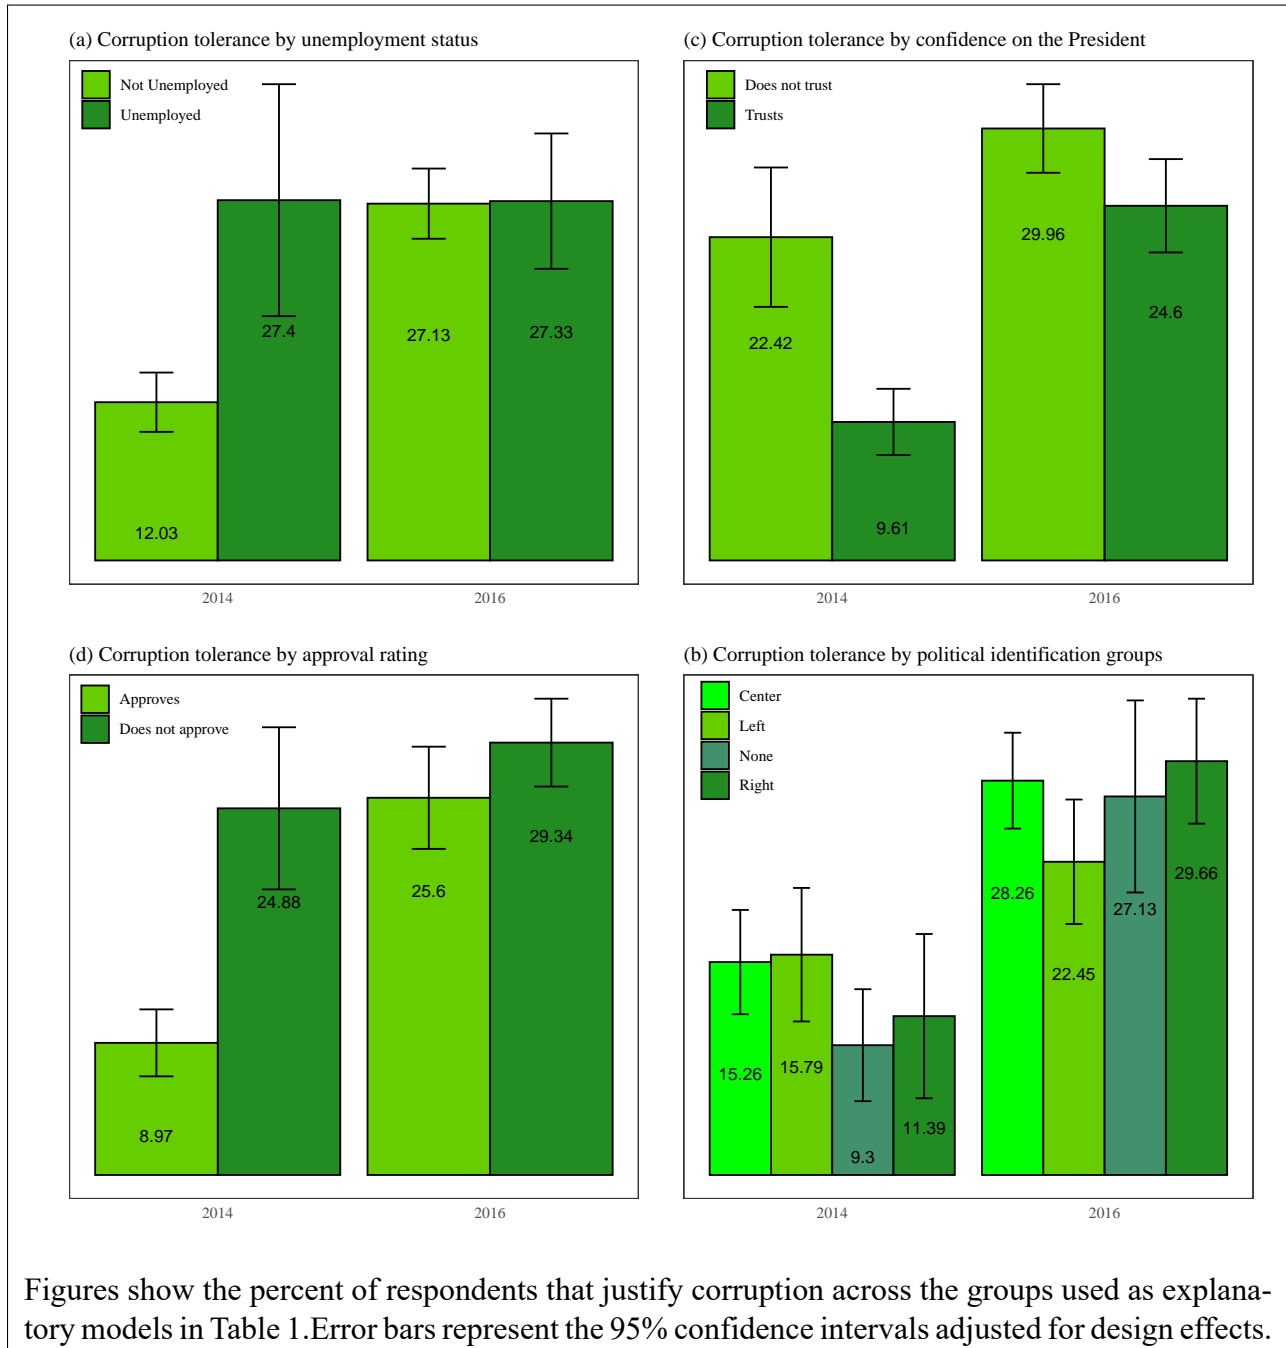 (a) Corruption tolerance by unemployment status
Not Unemployed
Unemployed
12.03
27.4
27.13
27.33
2014
2016
(c) Corruption tolerance by confidence on the President
Does not trust
Trusts
22.42
9.61
29.96
24.6
2014
2016
(d) Corruption tolerance by approval rating
Approves
Does not approve
8.97
24.88
25.6
29.34
2014
2016
(b) Corruption tolerance by political identification groups
Center
Left
None
Right
15.26
15.79
9.3
11.39
28.26
22.45
27.13
29.66
2014
2016
Figures show the percent of respondents that justify corruption across the groups used as explana-
tory models in Table 1.Error bars represent the 95% confidence intervals adjusted for design effects.